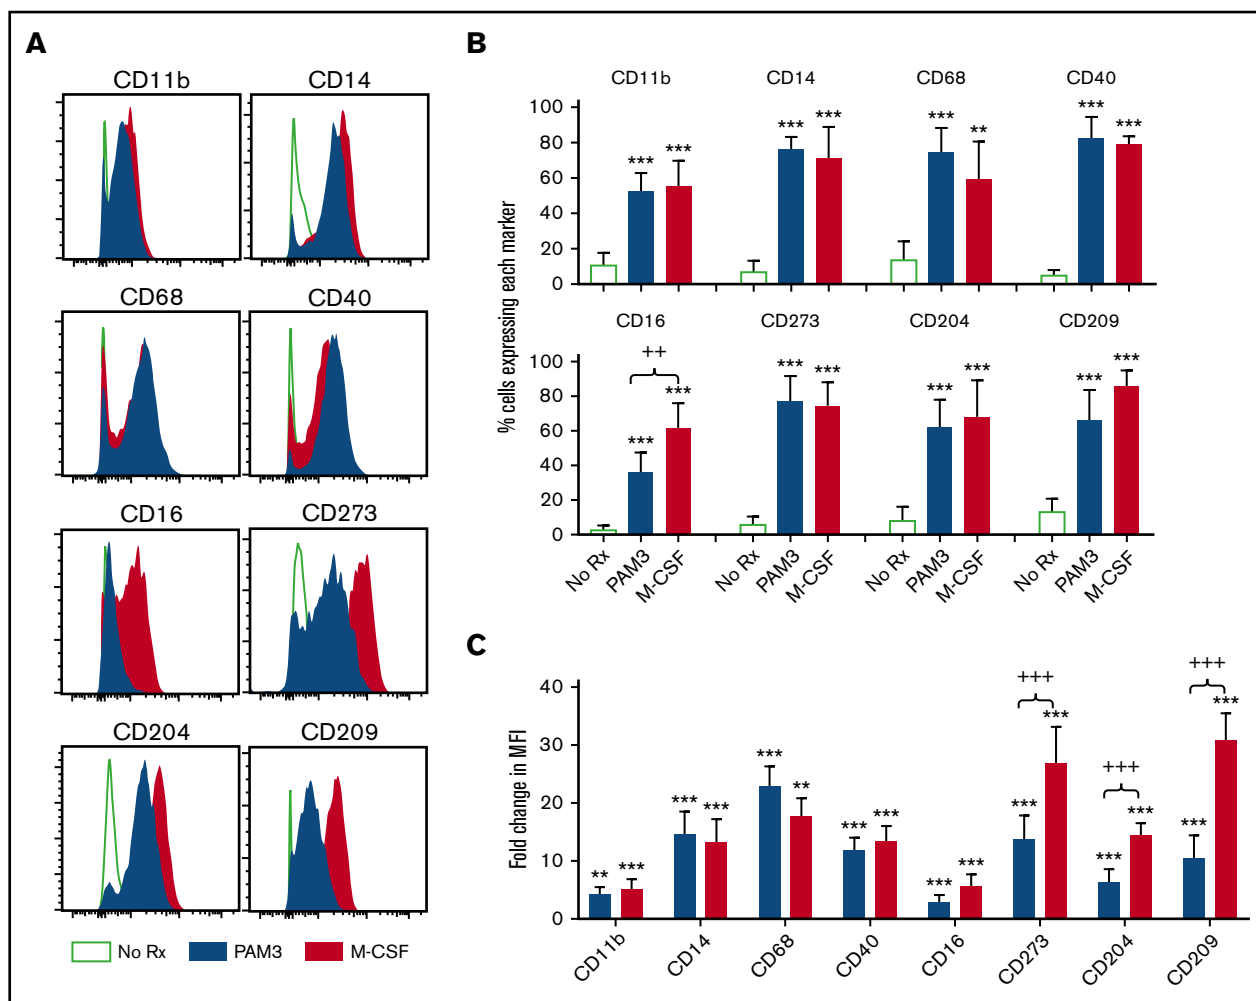 A
CD11b CD14
CD68 CD40
CD16 CD273
CD204 CD209
No Rx PAM3 M-CSF
B
% cells expressing each marker
CD11b CD14 CD68 CD40
100
80
60
40
20
0
*** *** *** *** *** ** *** ***
CD16 CD273 CD204 CD209
100
80
60
40
20
0
++
*** *** *** *** *** *** *** ***
No Rx PAM3 M-CSF No Rx PAM3 M-CSF No Rx PAM3 M-CSF No Rx PAM3 M-CSF
C
Fold change in MFI
40
30
20
10
0
+++ +++ +++
** *** *** *** *** ** *** *** *** *** *** *** *** *** *** ***
CD11b CD14 CD68 CD40 CD16 CD273 CD204 CD209